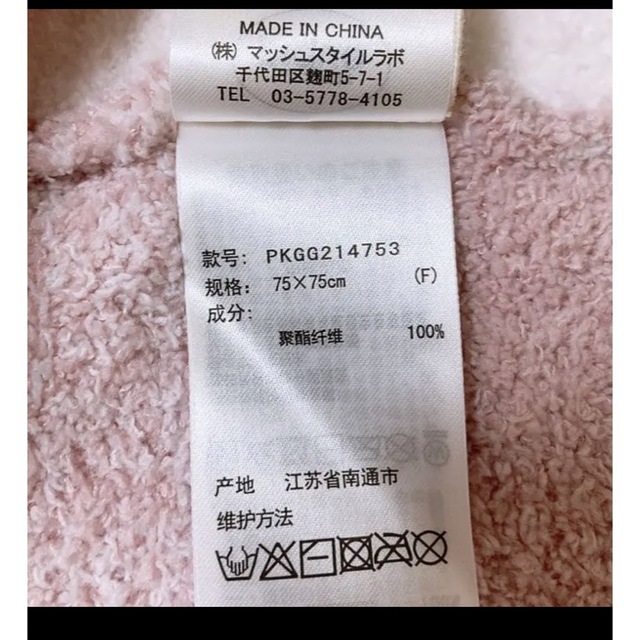 MADE IN CHINA
(株) マッシュスタイルラボ
千代田区麹町5-7-1
TEL 03-5778-4105
款号: PKGG214753
规格: 75×75cm (F)
成分:
聚酯纤维 100%
产地 江苏省南通市
维护方法